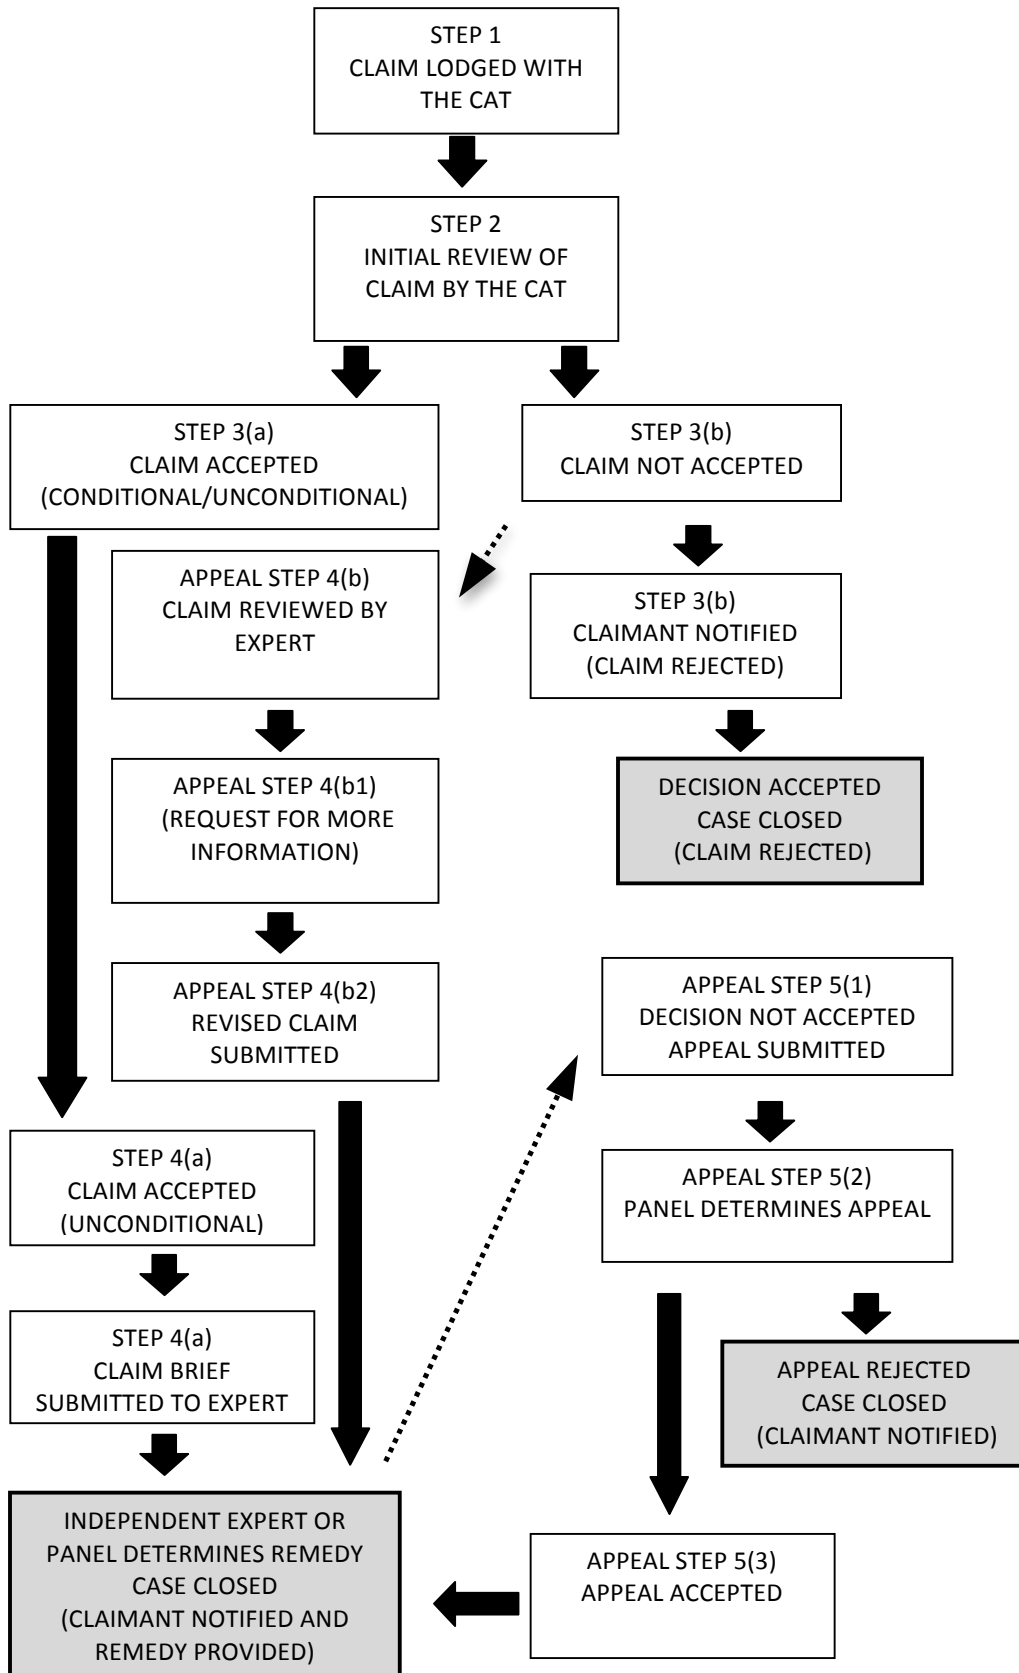 STEP 1
CLAIM LODGED WITH
THE CAT
STEP 2
INITIAL REVIEW OF
CLAIM BY THE CAT
STEP 3(a)
CLAIM ACCEPTED
(CONDITIONAL/UNCONDITIONAL)
STEP 3(b)
CLAIM NOT ACCEPTED
APPEAL STEP 4(b)
CLAIM REVIEWED BY
EXPERT
STEP 3(b)
CLAIMANT NOTIFIED
(CLAIM REJECTED)
APPEAL STEP 4(b1)
(REQUEST FOR MORE
INFORMATION)
DECISION ACCEPTED
CASE CLOSED
(CLAIM REJECTED)
APPEAL STEP 4(b2)
REVISED CLAIM
SUBMITTED
APPEAL STEP 5(1)
DECISION NOT ACCEPTED
APPEAL SUBMITTED
STEP 4(a)
CLAIM ACCEPTED
(UNCONDITIONAL)
APPEAL STEP 5(2)
PANEL DETERMINES APPEAL
STEP 4(a)
CLAIM BRIEF
SUBMITTED TO EXPERT
APPEAL REJECTED
CASE CLOSED
(CLAIMANT NOTIFIED)
INDEPENDENT EXPERT OR
PANEL DETERMINES REMEDY
CASE CLOSED
(CLAIMANT NOTIFIED AND
REMEDY PROVIDED)
APPEAL STEP 5(3)
APPEAL ACCEPTED